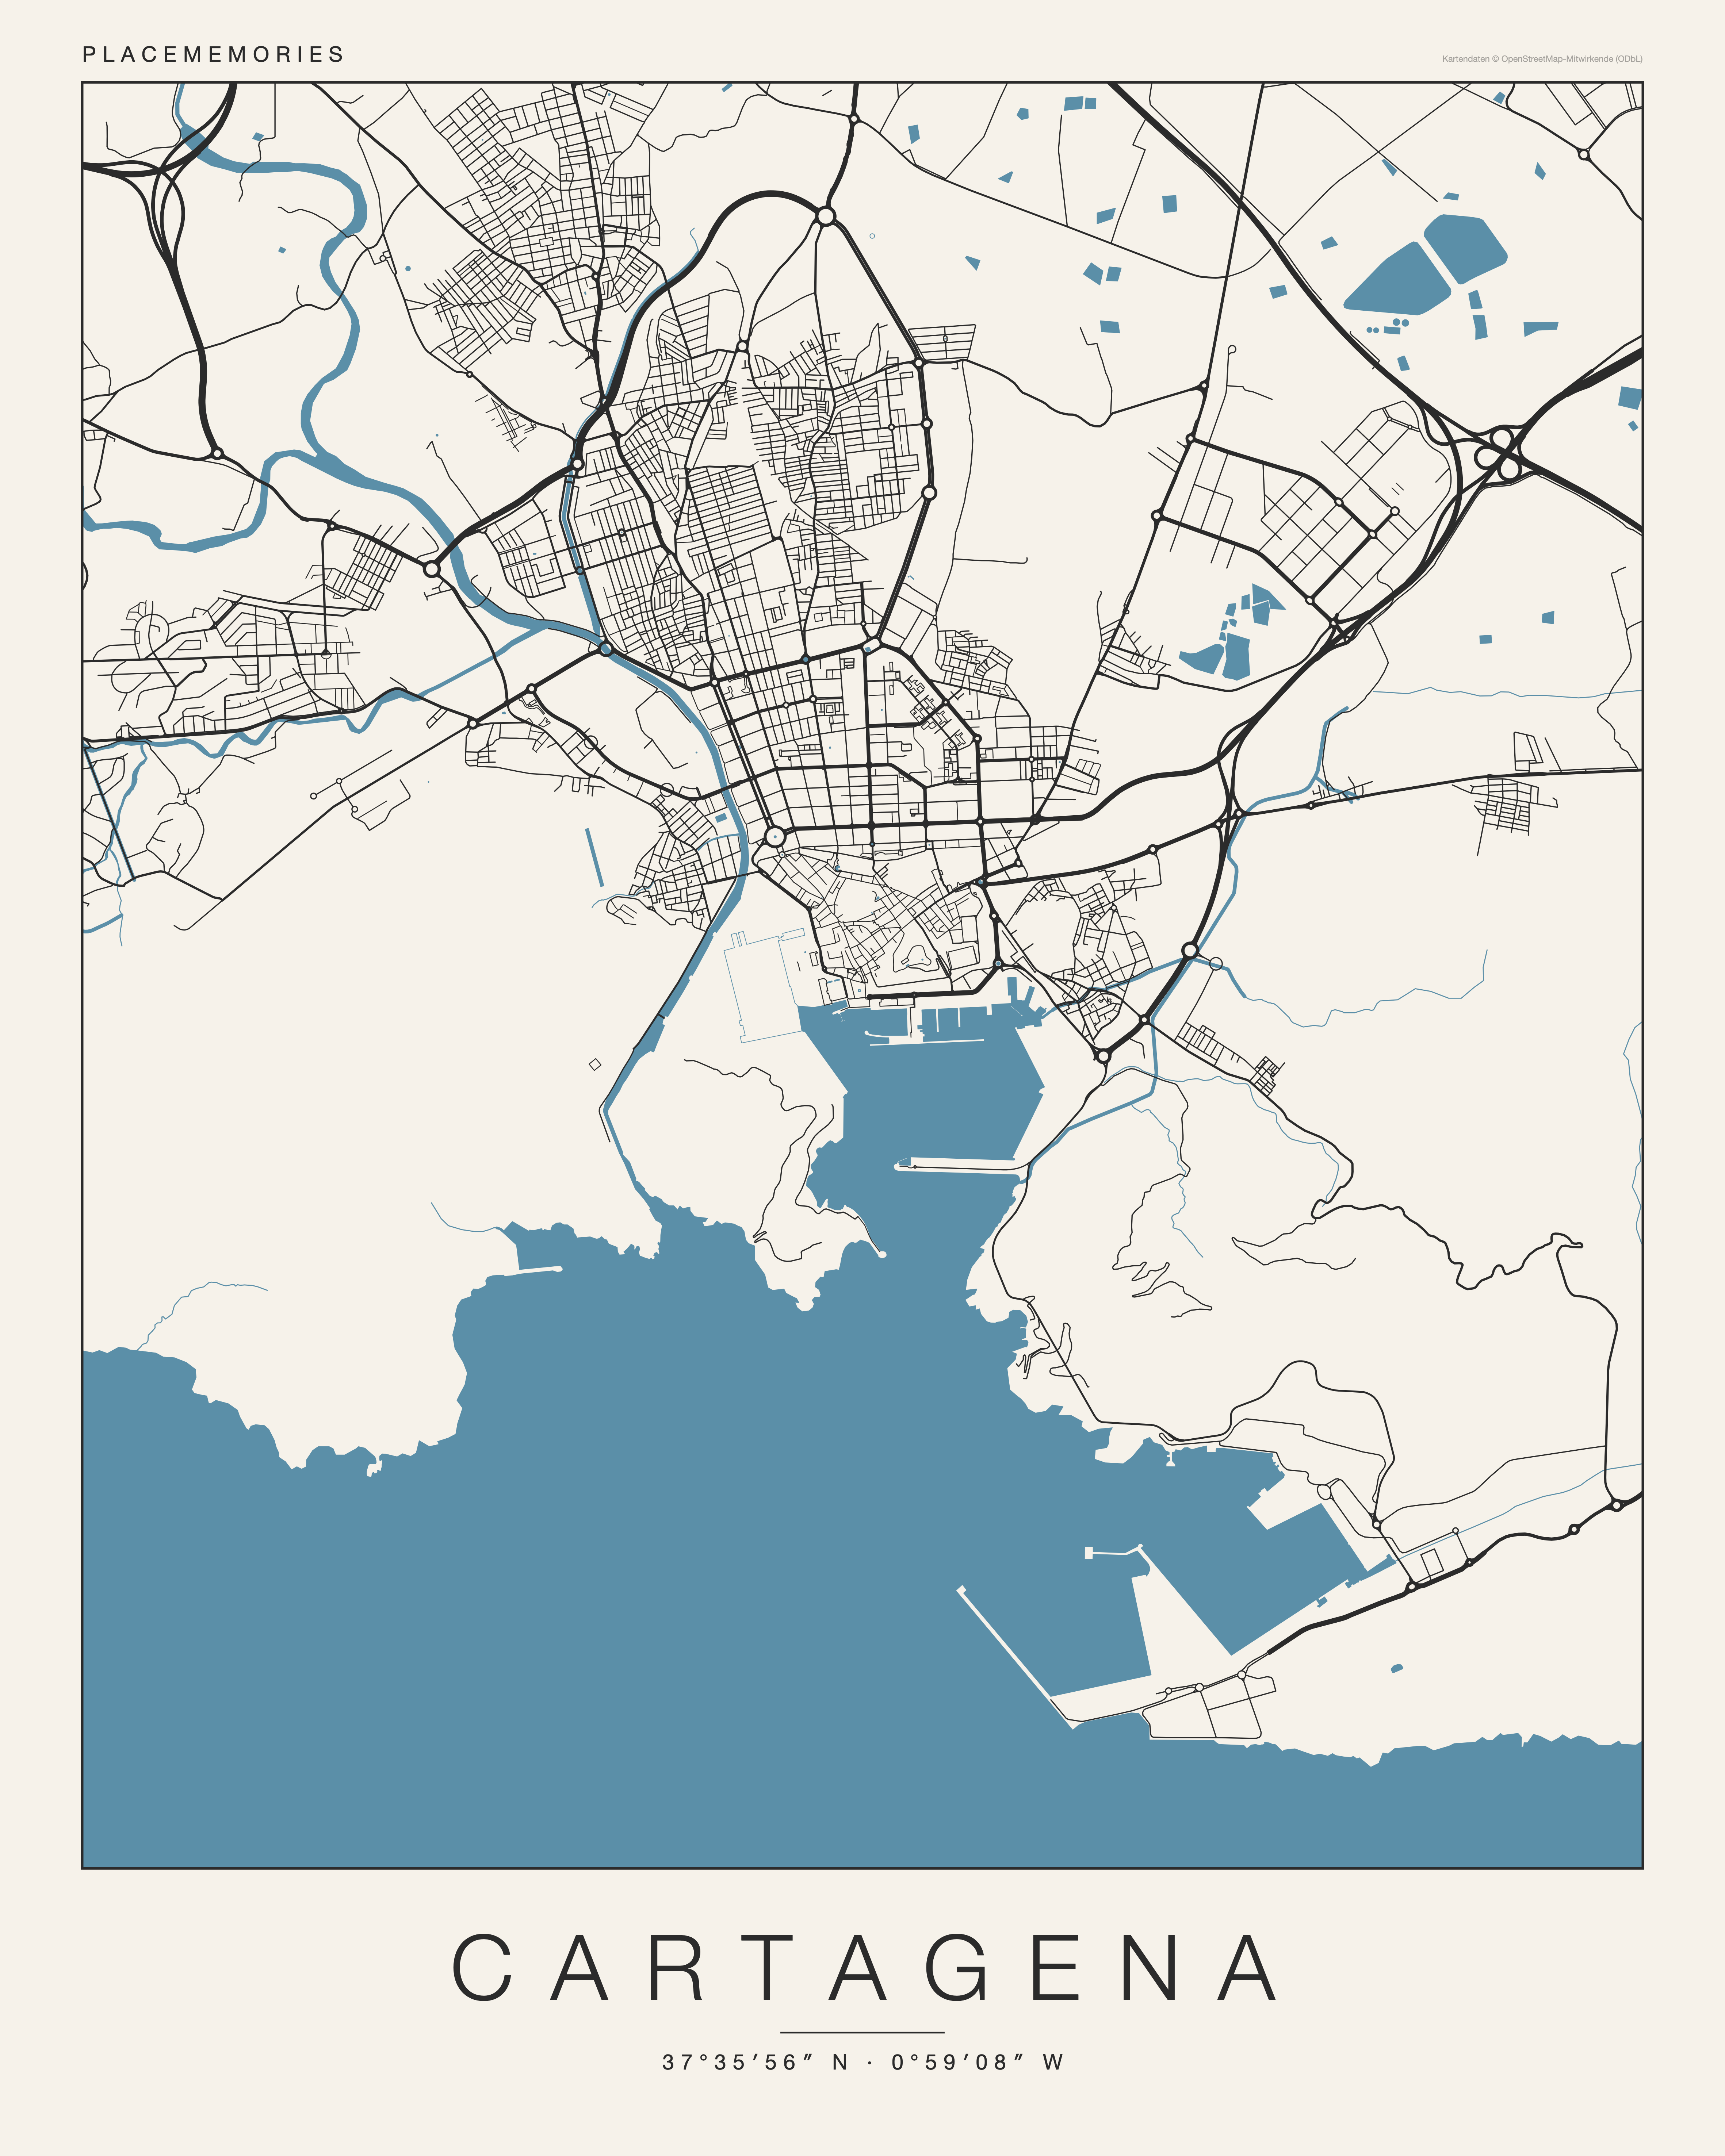 PLACEMEMORIES
Kartendaten © OpenStreetMap-Mitwirkende (ODbL)
CARTAGENA
37°35′56″ N · 0°59′08″ W